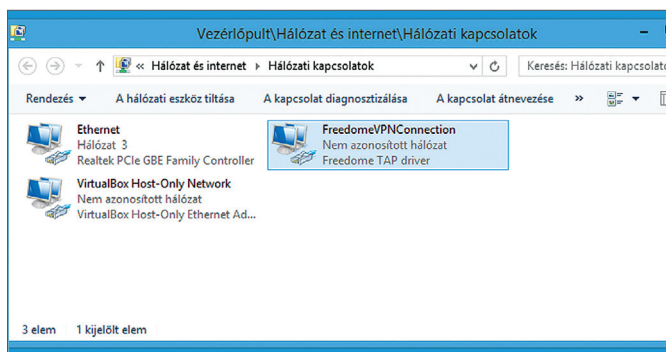 Vezérlőpult\Hálózat és internet\Hálózati kapcsolatok
« Hálózat és internet Hálózati kapcsolatok Keresés: Hálózati kapcsolato
Rendezés A hálózati eszköz tiltása A kapcsolat diagnosztizálása A kapcsolat átnevezése »
Ethernet
Hálózat 3
Realtek PCIe GBE Family Controller
FreedomeVPNConnection
Nem azonosított hálózat
Freedome TAP driver
VirtualBox Host-Only Network
Nem azonosított hálózat
VirtualBox Host-Only Ethernet Ad...
3 elem 1 kijelölt elem